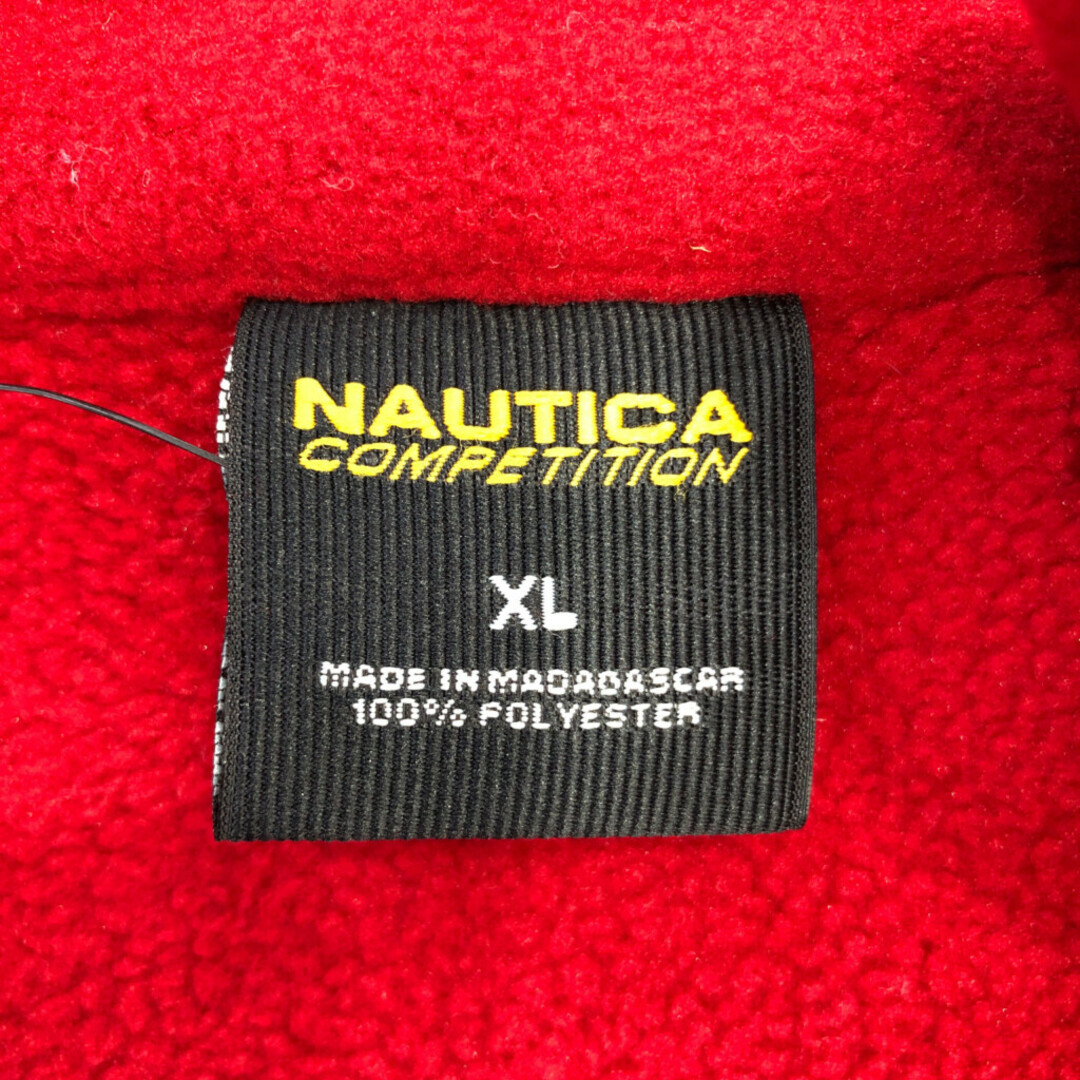 NAUTICA
COMPETITION
XL
MADE IN MADAGASCAR
100% POLYESTER